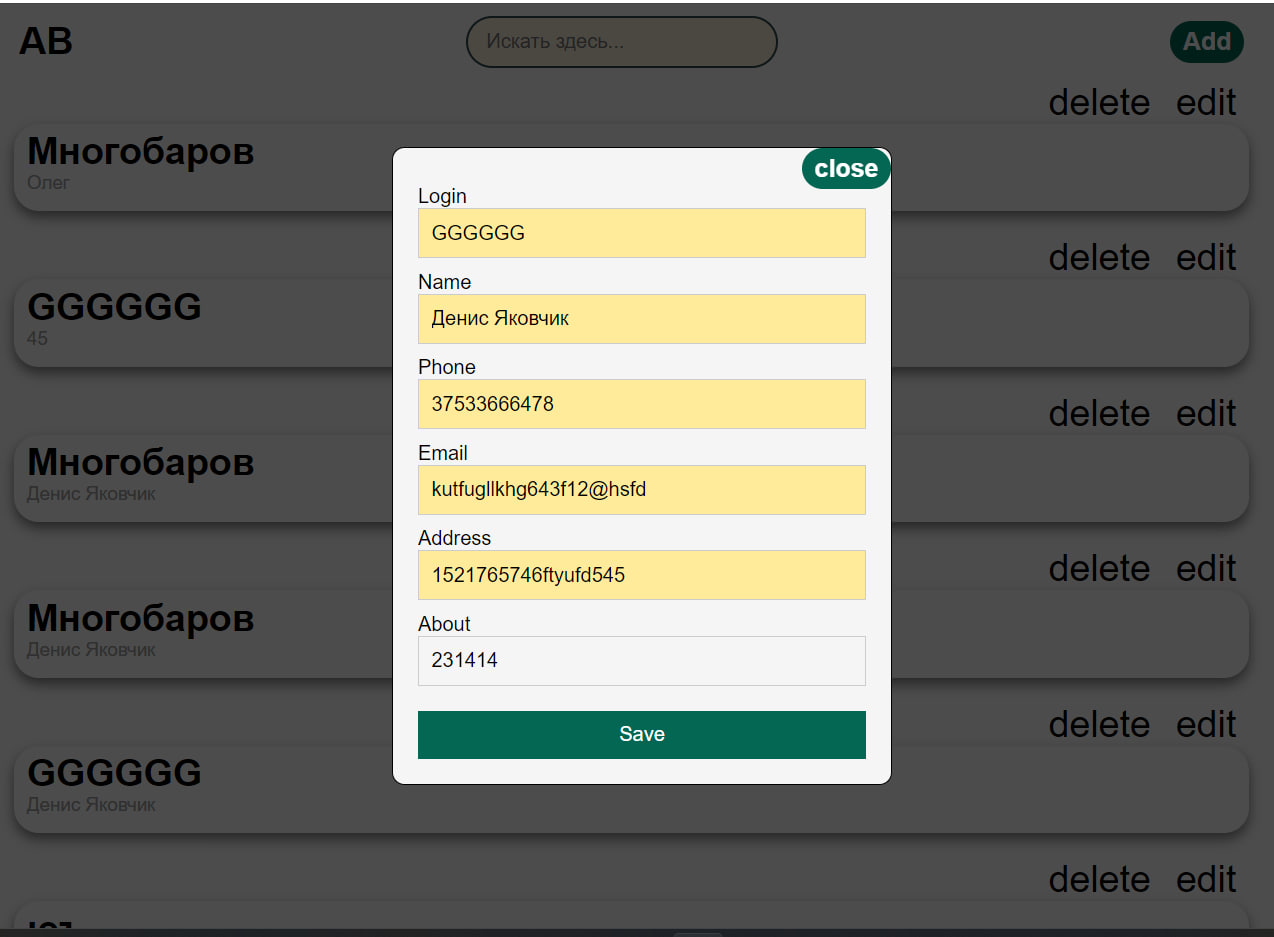 AB
Искать здесь...
Add
delete edit
Многобаров
Олег
delete edit
GGGGGG
45
delete edit
Многобаров
Денис Яковчик
delete edit
Многобаров
Денис Яковчик
delete edit
GGGGGG
Денис Яковчик
delete edit
close
Login
GGGGGG
Name
Денис Яковчик
Phone
37533666478
Email
kutfugllkhg643f12@hsfd
Address
1521765746ftyufd545
About
231414
Save